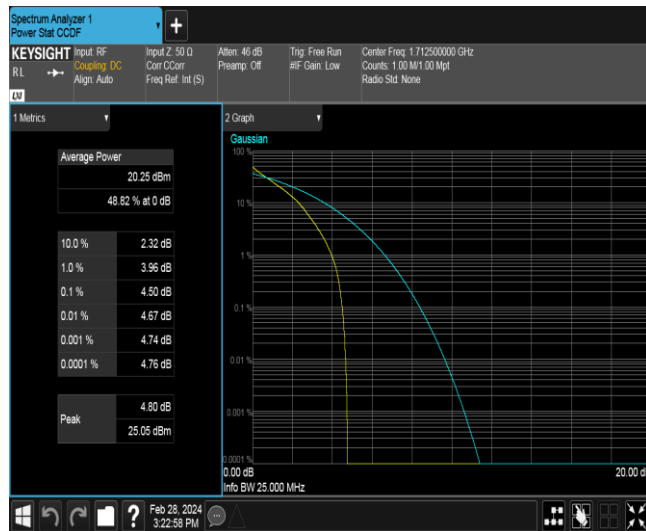 Spectrum Analyzer 1
Power Stat CCDF
+
KEYSIGHT
RL
LXI
Input: RF
Coupling: DC
Align: Auto
Input Z: 50 Ω
Corr CCorr
Freq Ref: Int (S)
Atten: 46 dB
Preamp: Off
Trig: Free Run
#IF Gain: Low
Center Freq: 1.712500000 GHz
Counts: 1.00 M/1.00 Mpt
Radio Std: None
1 Metrics
Average Power
20.25 dBm
48.82 % at 0 dB
10.0 % 2.32 dB
1.0 % 3.96 dB
0.1 % 4.50 dB
0.01 % 4.67 dB
0.001 % 4.74 dB
0.0001 % 4.76 dB
Peak
4.80 dB
25.05 dBm
2 Graph
Gaussian
100 %
10 %
1 %
0.1 %
0.01 %
0.001 %
0.0001 %
0.00 dB
20.00 d
Info BW 25.000 MHz
?
Feb 28, 2024
3:22:58 PM